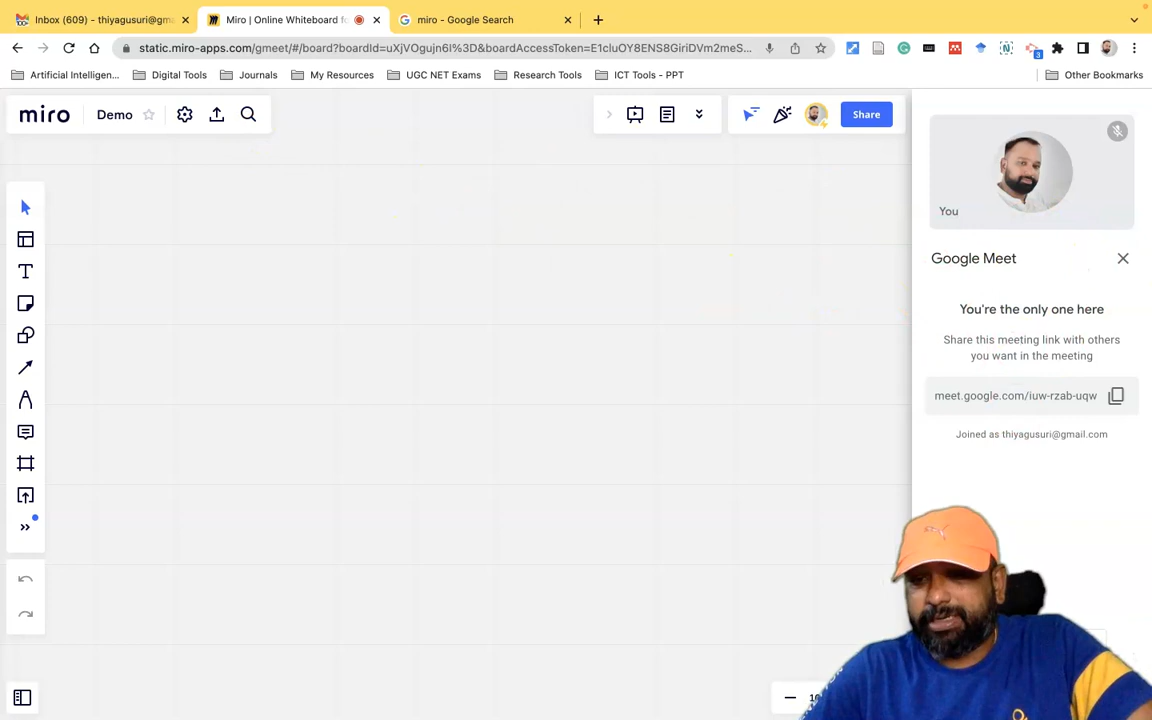 Inbox (609) - thiyagusuri@gma
Miro | Online Whiteboard fo
miro - Google Search
static.miro-apps.com/gmeet/#/board?boardId=uXjVOgujn6I%3D&boardAccessToken=E1cluOY8ENS8GiriDVm2meS...
3
Artificial Intelligen...
Digital Tools
Journals
My Resources
UGC NET Exams
Research Tools
ICT Tools - PPT
Other Bookmarks
miro
Demo
Share
You
Google Meet
You're the only one here
Share this meeting link with others
you want in the meeting
meet.google.com/iuw-rzab-uqw
Joined as thiyagusuri@gmail.com